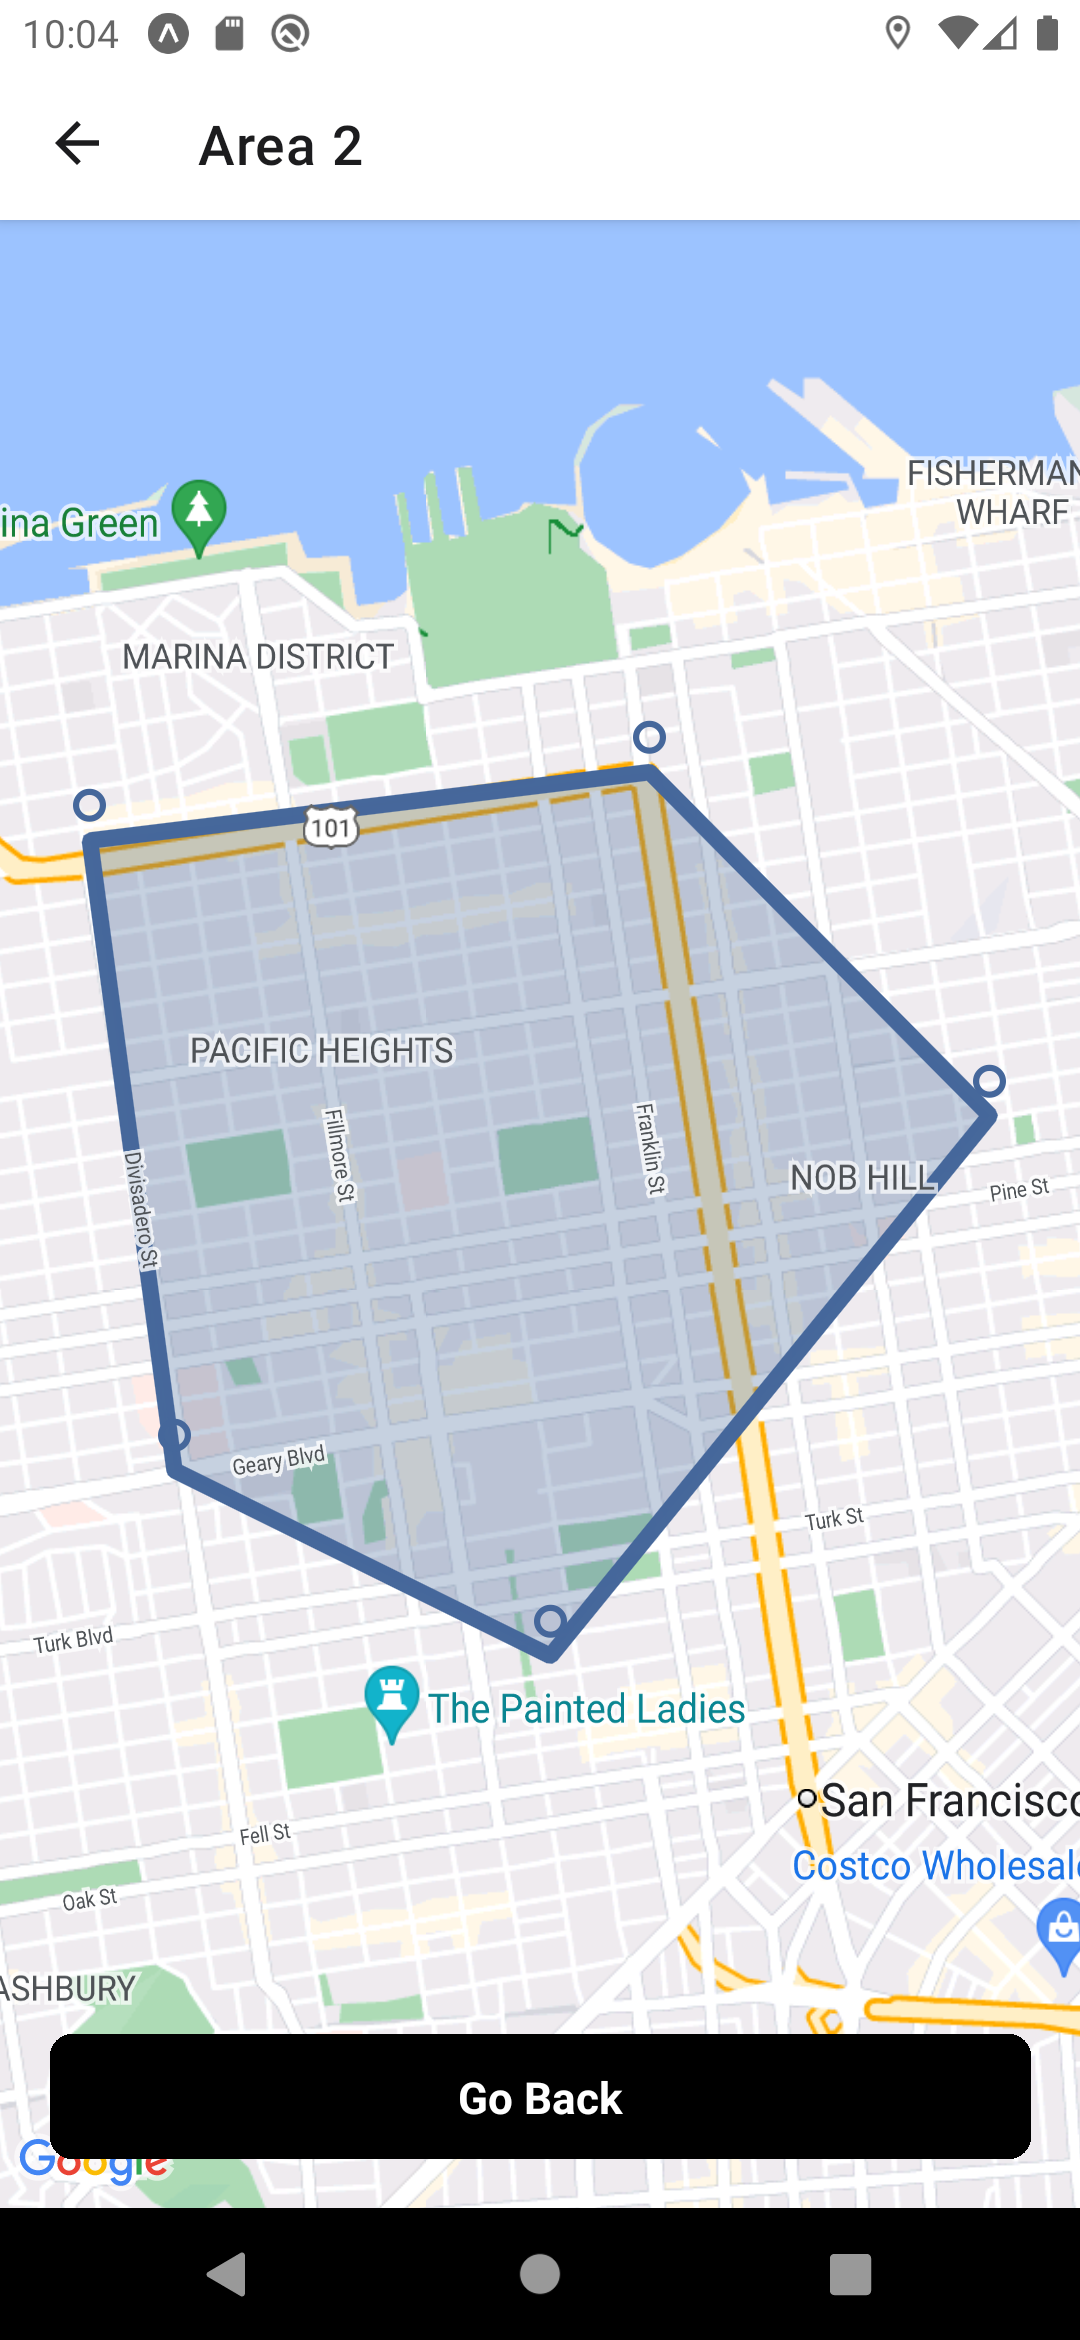 10:04
Area 2
FISHERMAN
WHARF
ina Green
MARINA DISTRICT
101
PACIFIC HEIGHTS
Fillmore St
Franklin St
NOB HILL
Divisadero St
Pine St
Geary Blvd
Turk St
Turk Blvd
The Painted Ladies
San Francisco
Fell St
Costco Wholesale
Oak St
ASHBURY
Go Back
Google